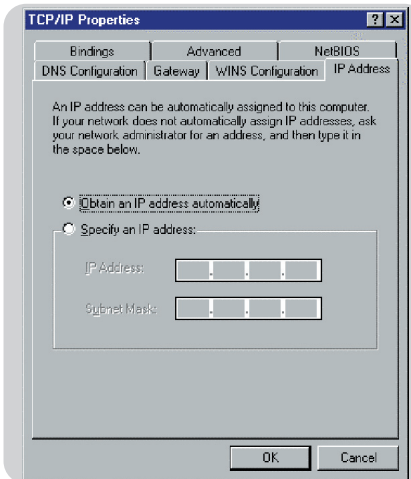 TCP/IP Properties
Bindings Advanced NetBIOS
DNS Configuration Gateway WINS Configuration IP Address
An IP address can be automatically assigned to this computer.
If your network does not automatically assign IP addresses, ask
your network administrator for an address, and then type it in
the space below.
Obtain an IP address automatically
Specify an IP address:
IP Address:
Subnet Mask:
OK Cancel